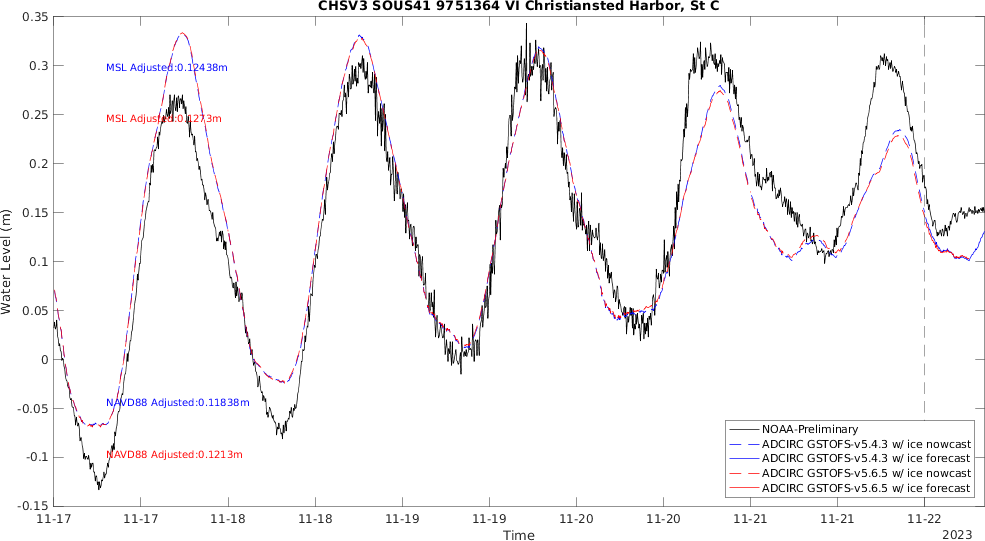 CHSV3 SOUS41 9751364 VI Christiansted Harbor, St C
0.35
0.3
0.25
0.2
0.15
0.1
0.05
0
-0.05
-0.1
-0.15
Water Level (m)
MSL Adjusted:0.12438m
MSL Adjusted:0.1273m
NAVD88 Adjusted:0.11838m
NAVD88 Adjusted:0.1213m
NOAA-Preliminary
ADCIRC GSTOFS-v5.4.3 w/ ice nowcast
ADCIRC GSTOFS-v5.4.3 w/ ice forecast
ADCIRC GSTOFS-v5.6.5 w/ ice nowcast
ADCIRC GSTOFS-v5.6.5 w/ ice forecast
11-17 11-17 11-18 11-18 11-19 11-19 11-20 11-20 11-21 11-21 11-22
Time
2023